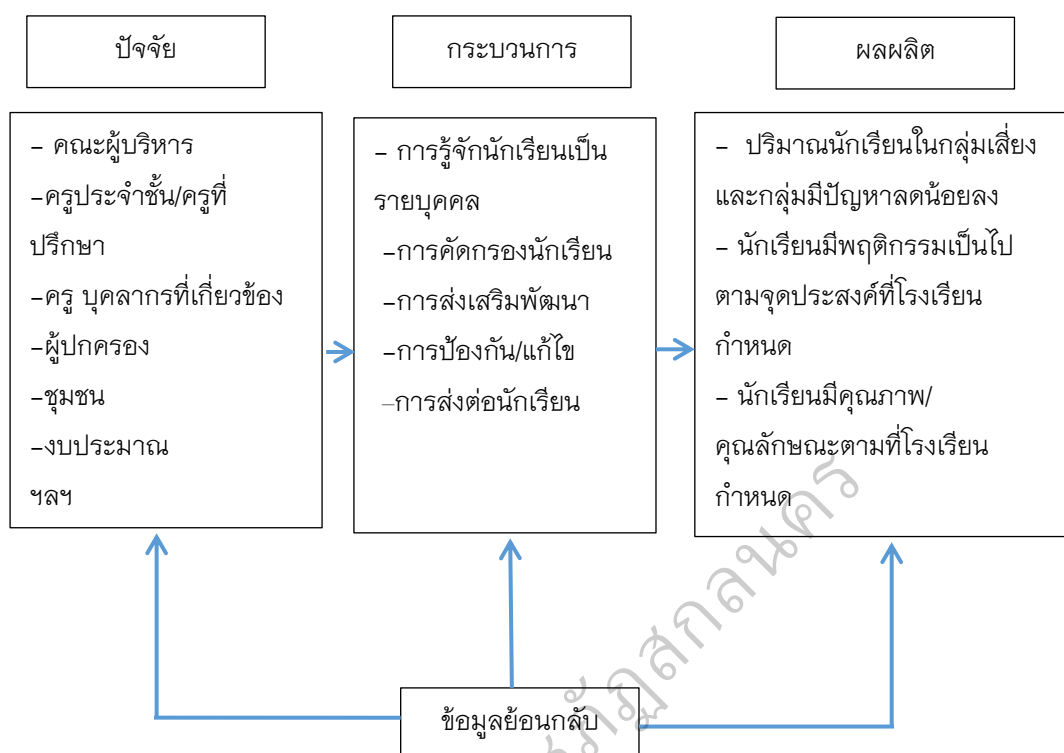 ปัจจัย
กระบวนการ
ผลผลิต
– คณะผู้บริหาร
–ครูประจำชั้น/ครูที่
ปรึกษา
–ครู บุคลากรที่เกี่ยวข้อง
–ผู้ปกครอง
–ชุมชน
–งบประมาณ
ฯลฯ
– การรู้จักนักเรียนเป็น
รายบุคคล
–การคัดกรองนักเรียน
–การส่งเสริมพัฒนา
–การป้องกัน/แก้ไข
–การส่งต่อนักเรียน
– ปริมาณนักเรียนในกลุ่มเสี่ยง
และกลุ่มมีปัญหาลดน้อยลง
– นักเรียนมีพฤติกรรมเป็นไป
ตามจุดประสงค์ที่โรงเรียน
กำหนด
– นักเรียนมีคุณภาพ/
คุณลักษณะตามที่โรงเรียน
กำหนด
ข้อมูลย้อนกลับ